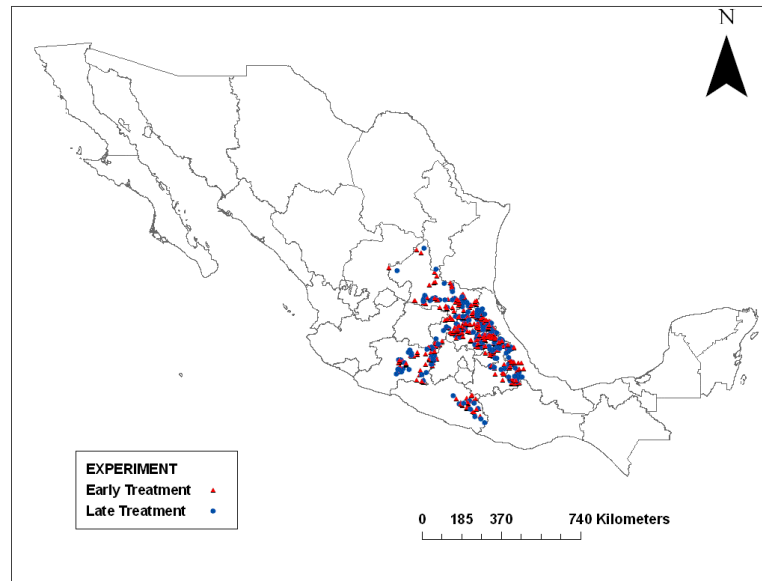 N
EXPERIMENT
Early Treatment
Late Treatment
0 185 370 740 Kilometers